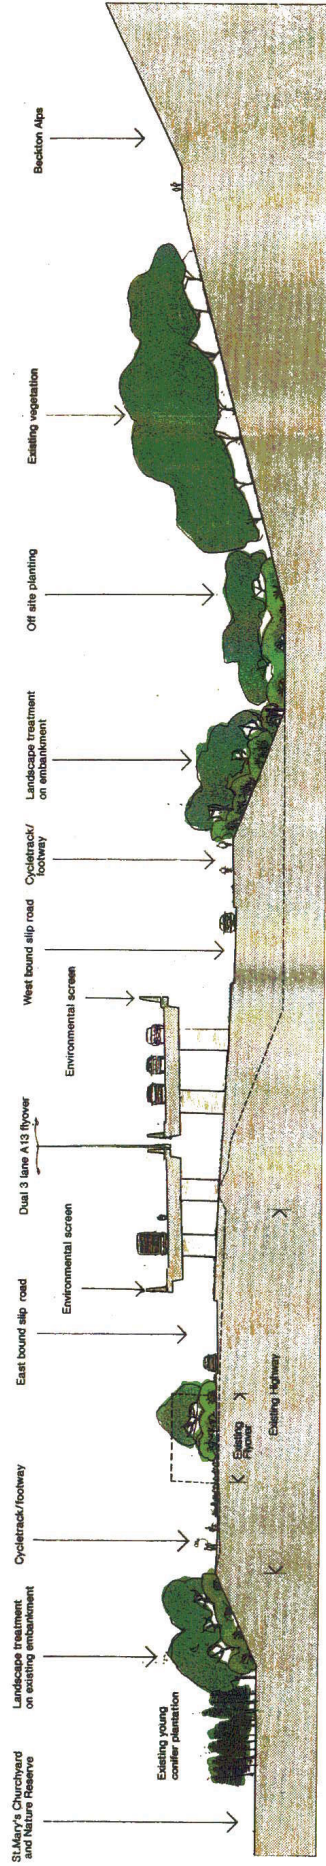 St.Mary's Churchyard
and Nature Reserve
Landscape treatment
on existing embankment
Existing young
conifer plantation
Cycletrack/footway
East bound slip road
Existing
Flyover
Existing Highway
Environmental screen
Dual 3 lane A13 flyover
Environmental screen
West bound slip road
Cycletrack/
footway
Landscape treatment
on embankment
Off site planting
Existing vegetation
Beckton Alps